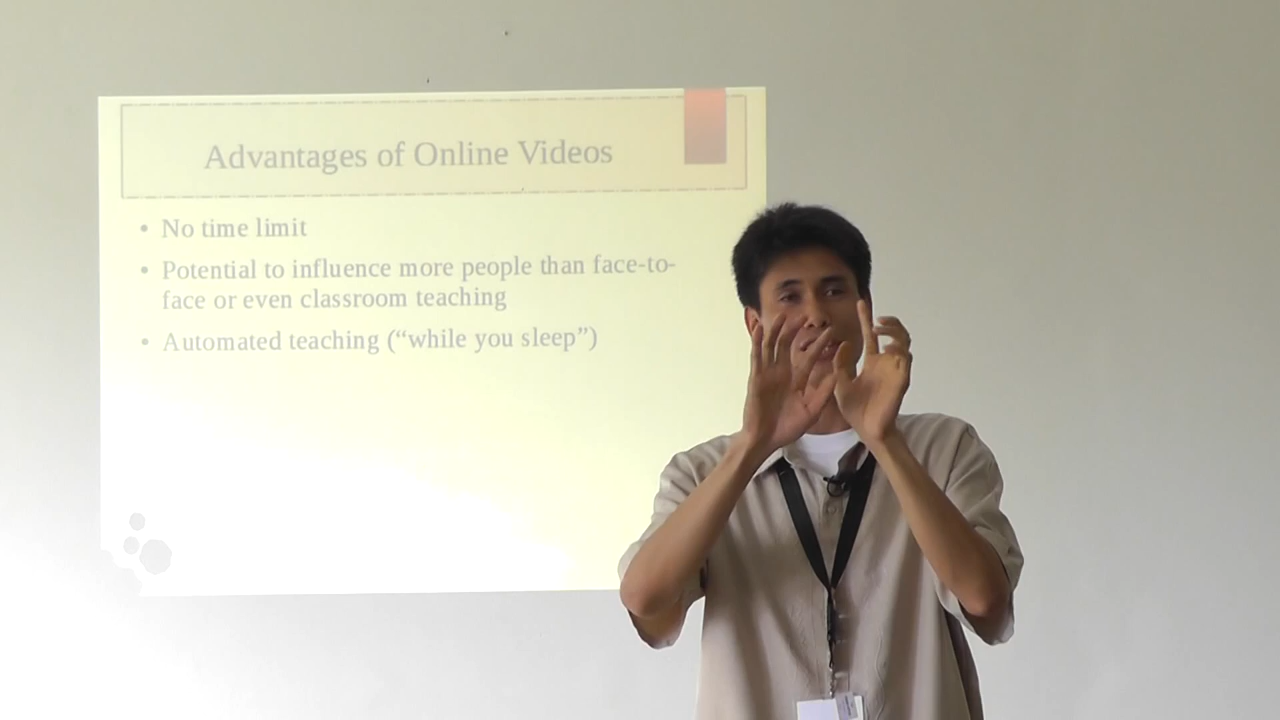 Advantages of Online Videos
• No time limit
• Potential to influence more people than face-to-
face or even classroom teaching
• Automated teaching (“while you sleep”)